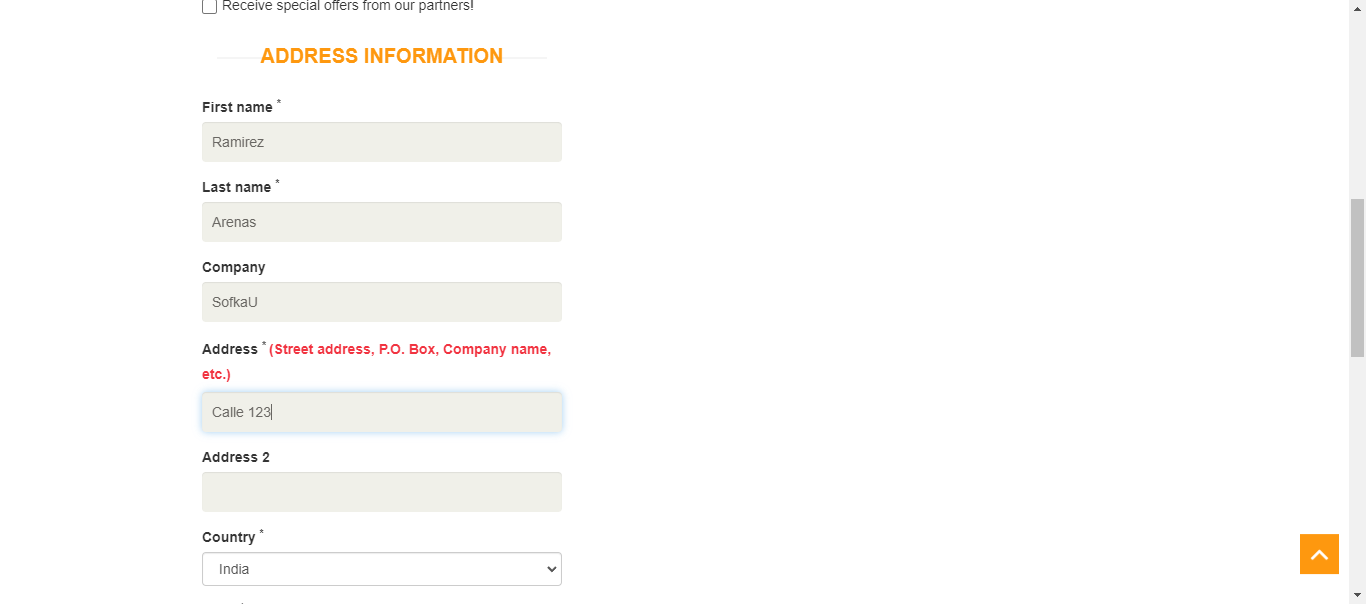 Receive special offers from our partners!
ADDRESS INFORMATION
First name *
Ramirez
Last name *
Arenas
Company
SofkaU
Address * (Street address, P.O. Box, Company name,
etc.)
Calle 123
Address 2
Country *
India